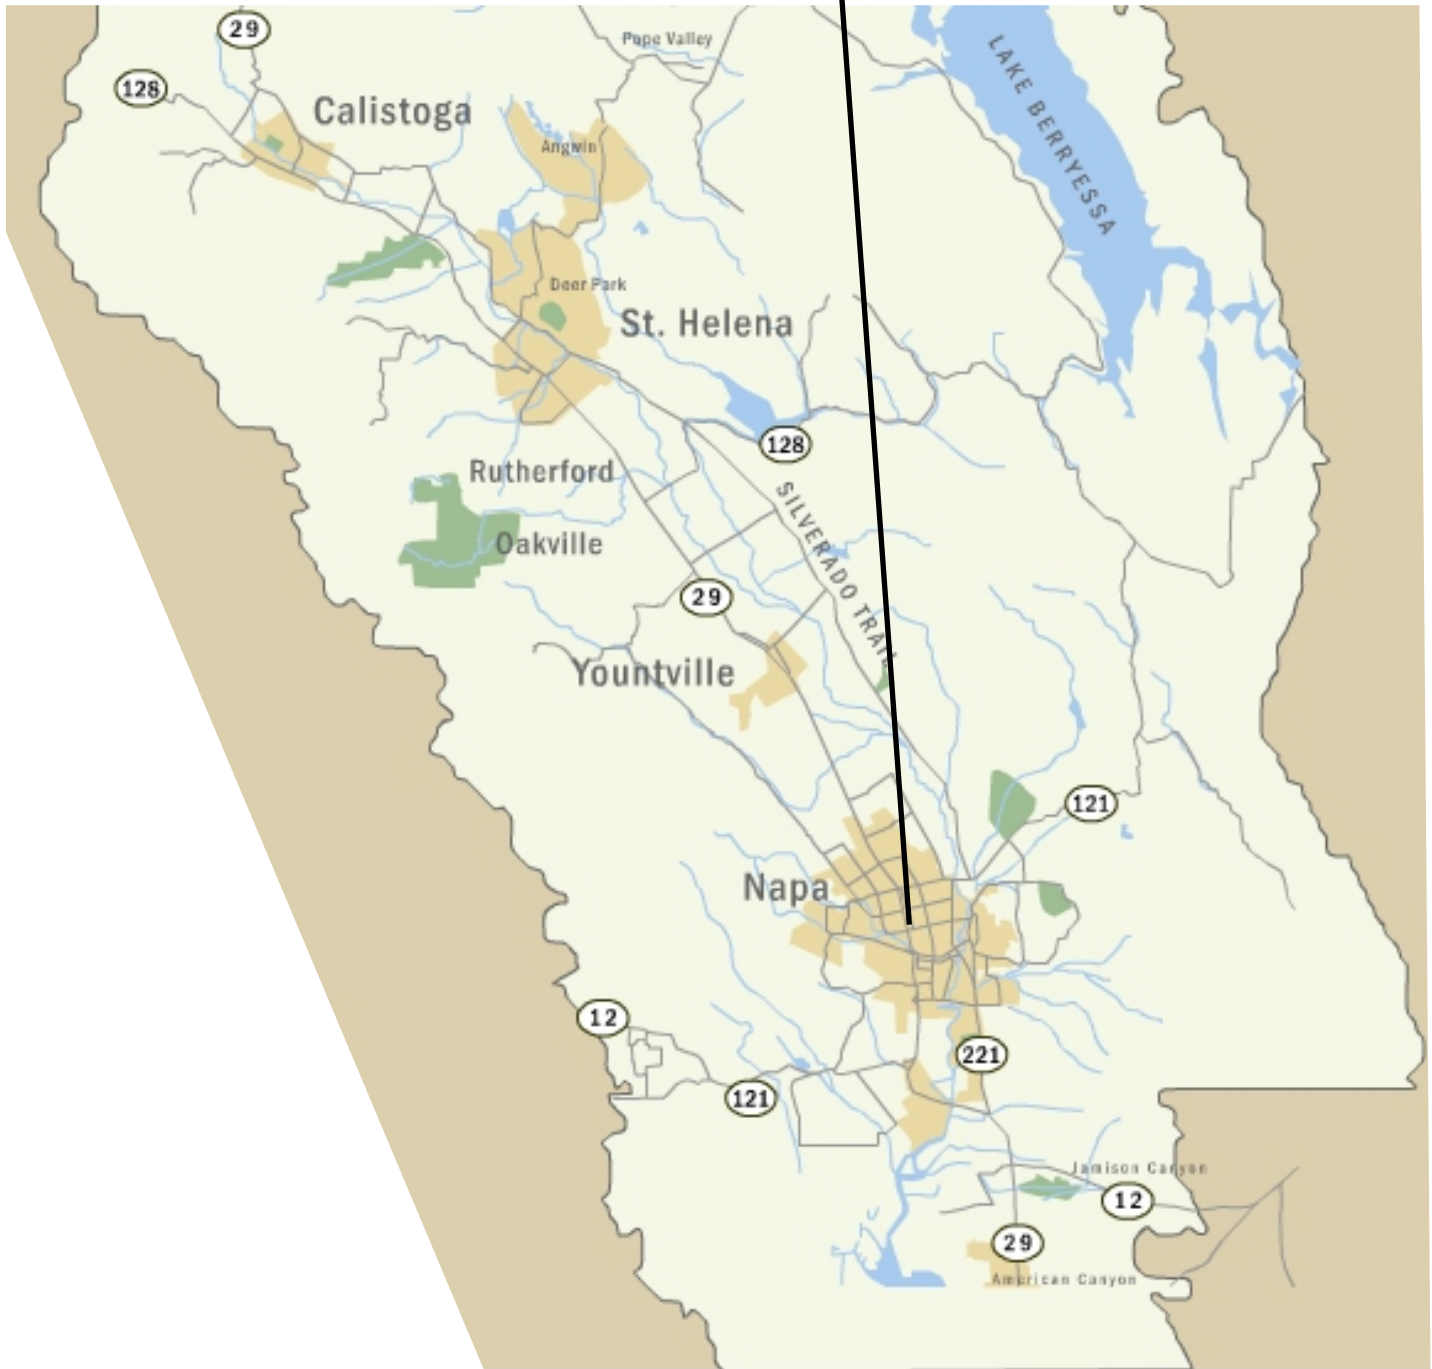 29
Pope Valley
128
Calistoga
LAKE BERRYESSA
Angwin
Deer Park
St. Helena
128
Rutherford
SILVERADO TRAIL
Oakville
29
Yountville
121
Napa
12
221
121
Jamison Canyon
12
29
American Canyon